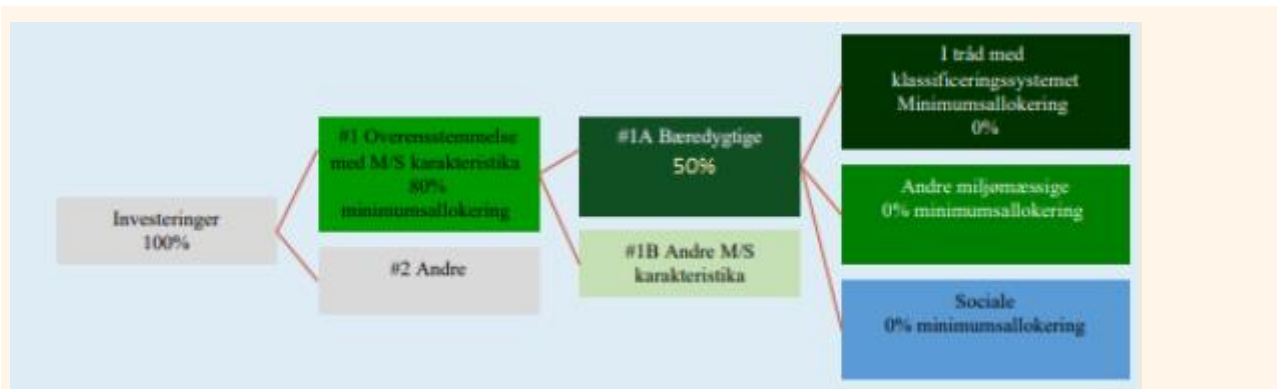 Investeringer
100%
#1 Overensstemmelse
med M/S karakteristika
80%
minimumsallokering
#2 Andre
#1A Bæredygtige
50%
#1B Andre M/S
karakteristika
I tråd med
klassificeringssystemet
Minimumsallokering
0%
Andre miljømæssige
0% minimumsallokering
Sociale
0% minimumsallokering